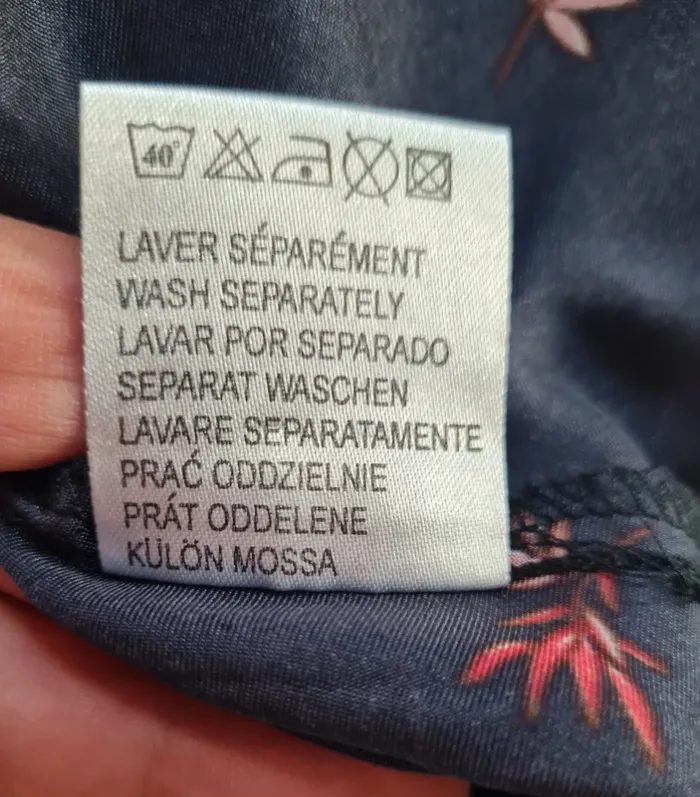 40°
LAVER SÉPARÉMENT
WASH SEPARATELY
LAVAR POR SEPARADO
SEPARAT WASCHEN
LAVARE SEPARATAMENTE
PRAĆ ODDZIELNIE
PRÁT ODDELENE
KÜLÖN MOSSA